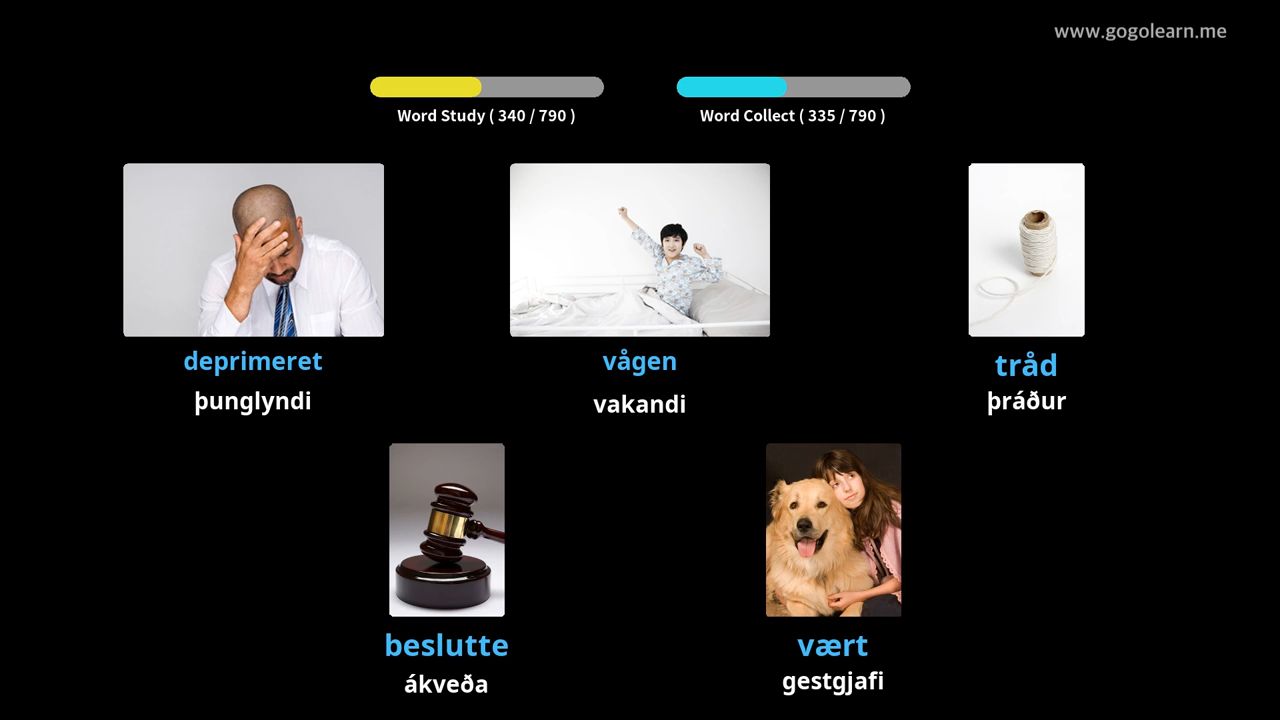 www.gogolearn.me
Word Study ( 340 / 790 )
Word Collect ( 335 / 790 )
deprimeret
þunglyndi
vågen
vakandi
tråd
þráður
beslutte
ákveða
vært
gestgjafi